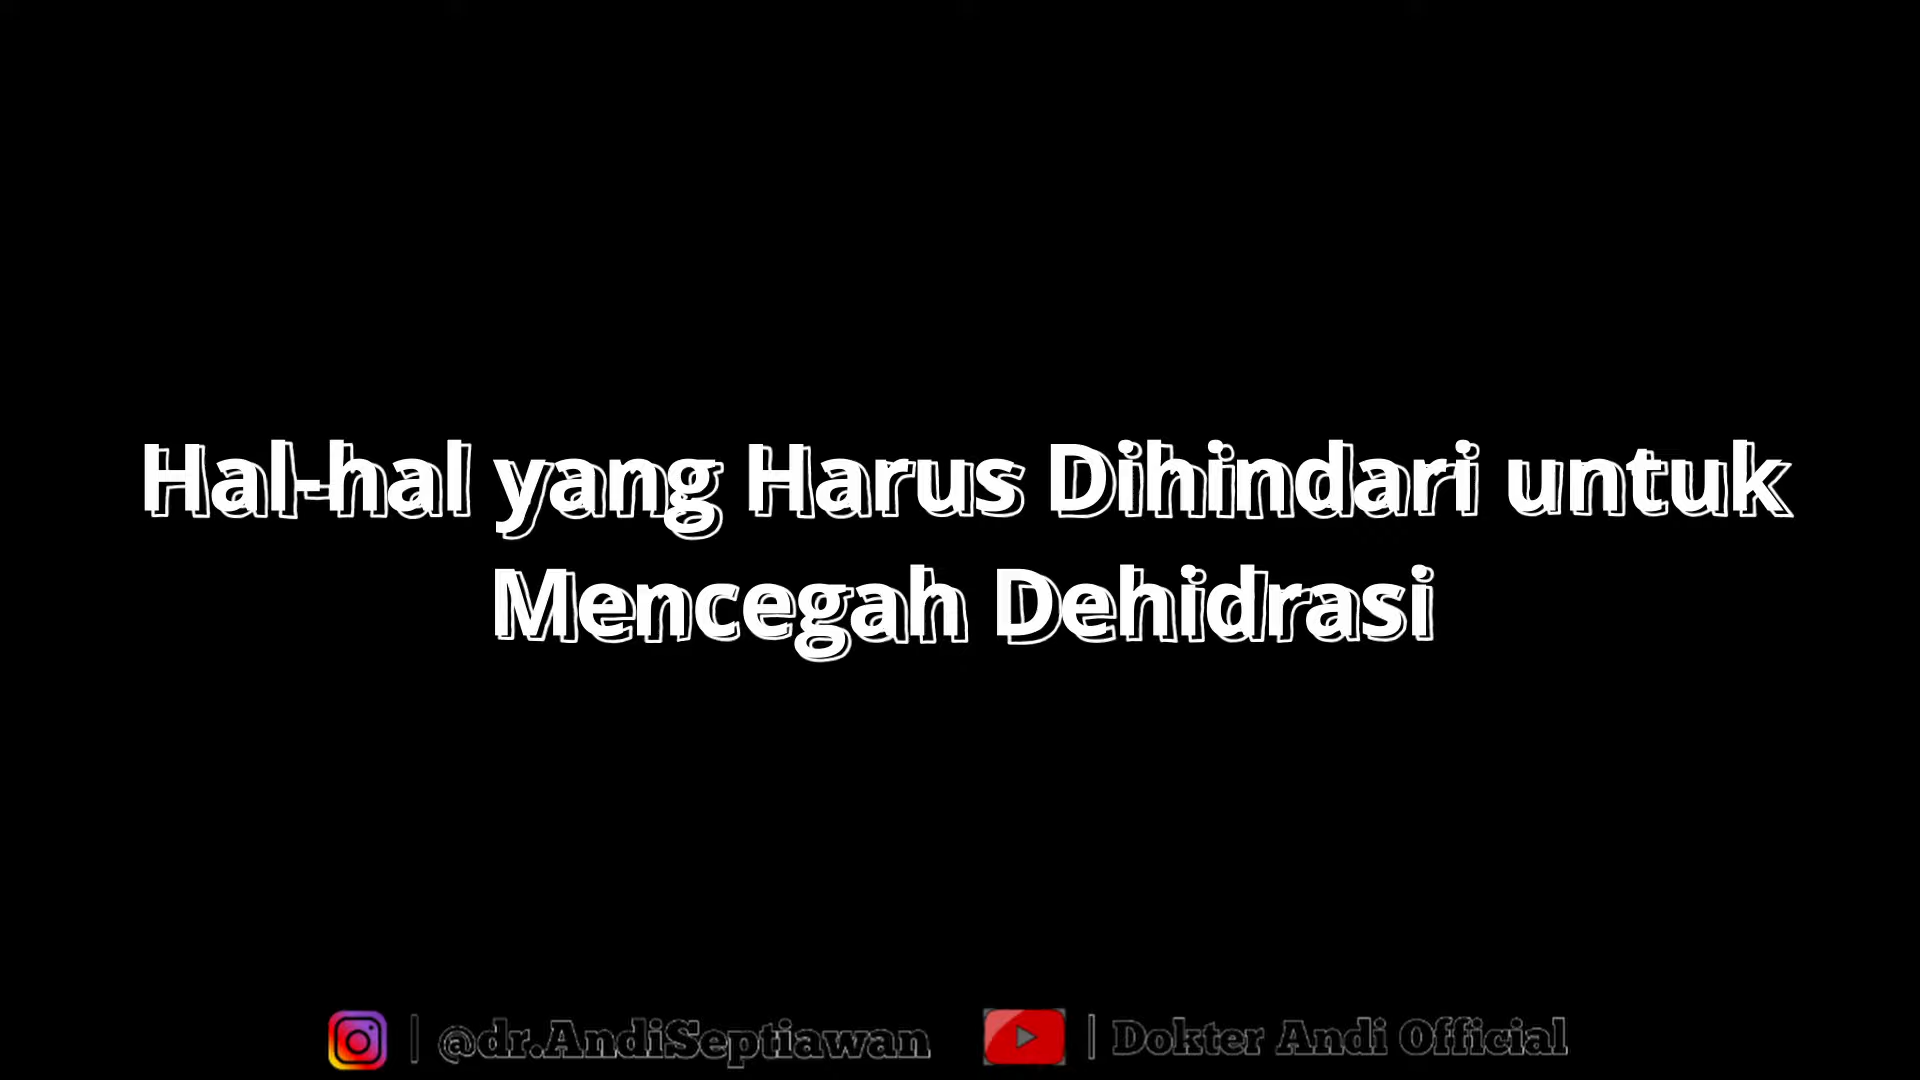 Hal-hal yang Harus Dihindari untuk
Mencegah Dehidrasi
| @dr.AndiSeptiawan | Dokter Andi Official